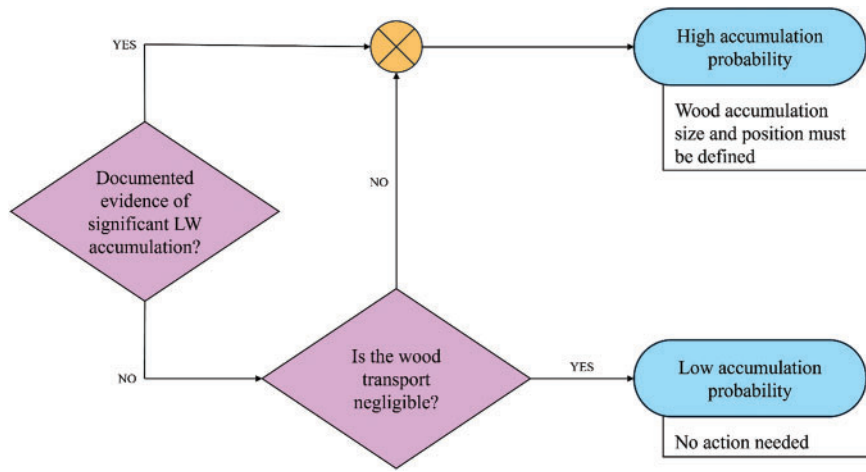 YES
High accumulation
probability
Wood accumulation
size and position must
be defined
Documented
evidence of
significant LW
accumulation?
NO
NO
Is the wood
transport
negligible?
YES
Low accumulation
probability
No action needed